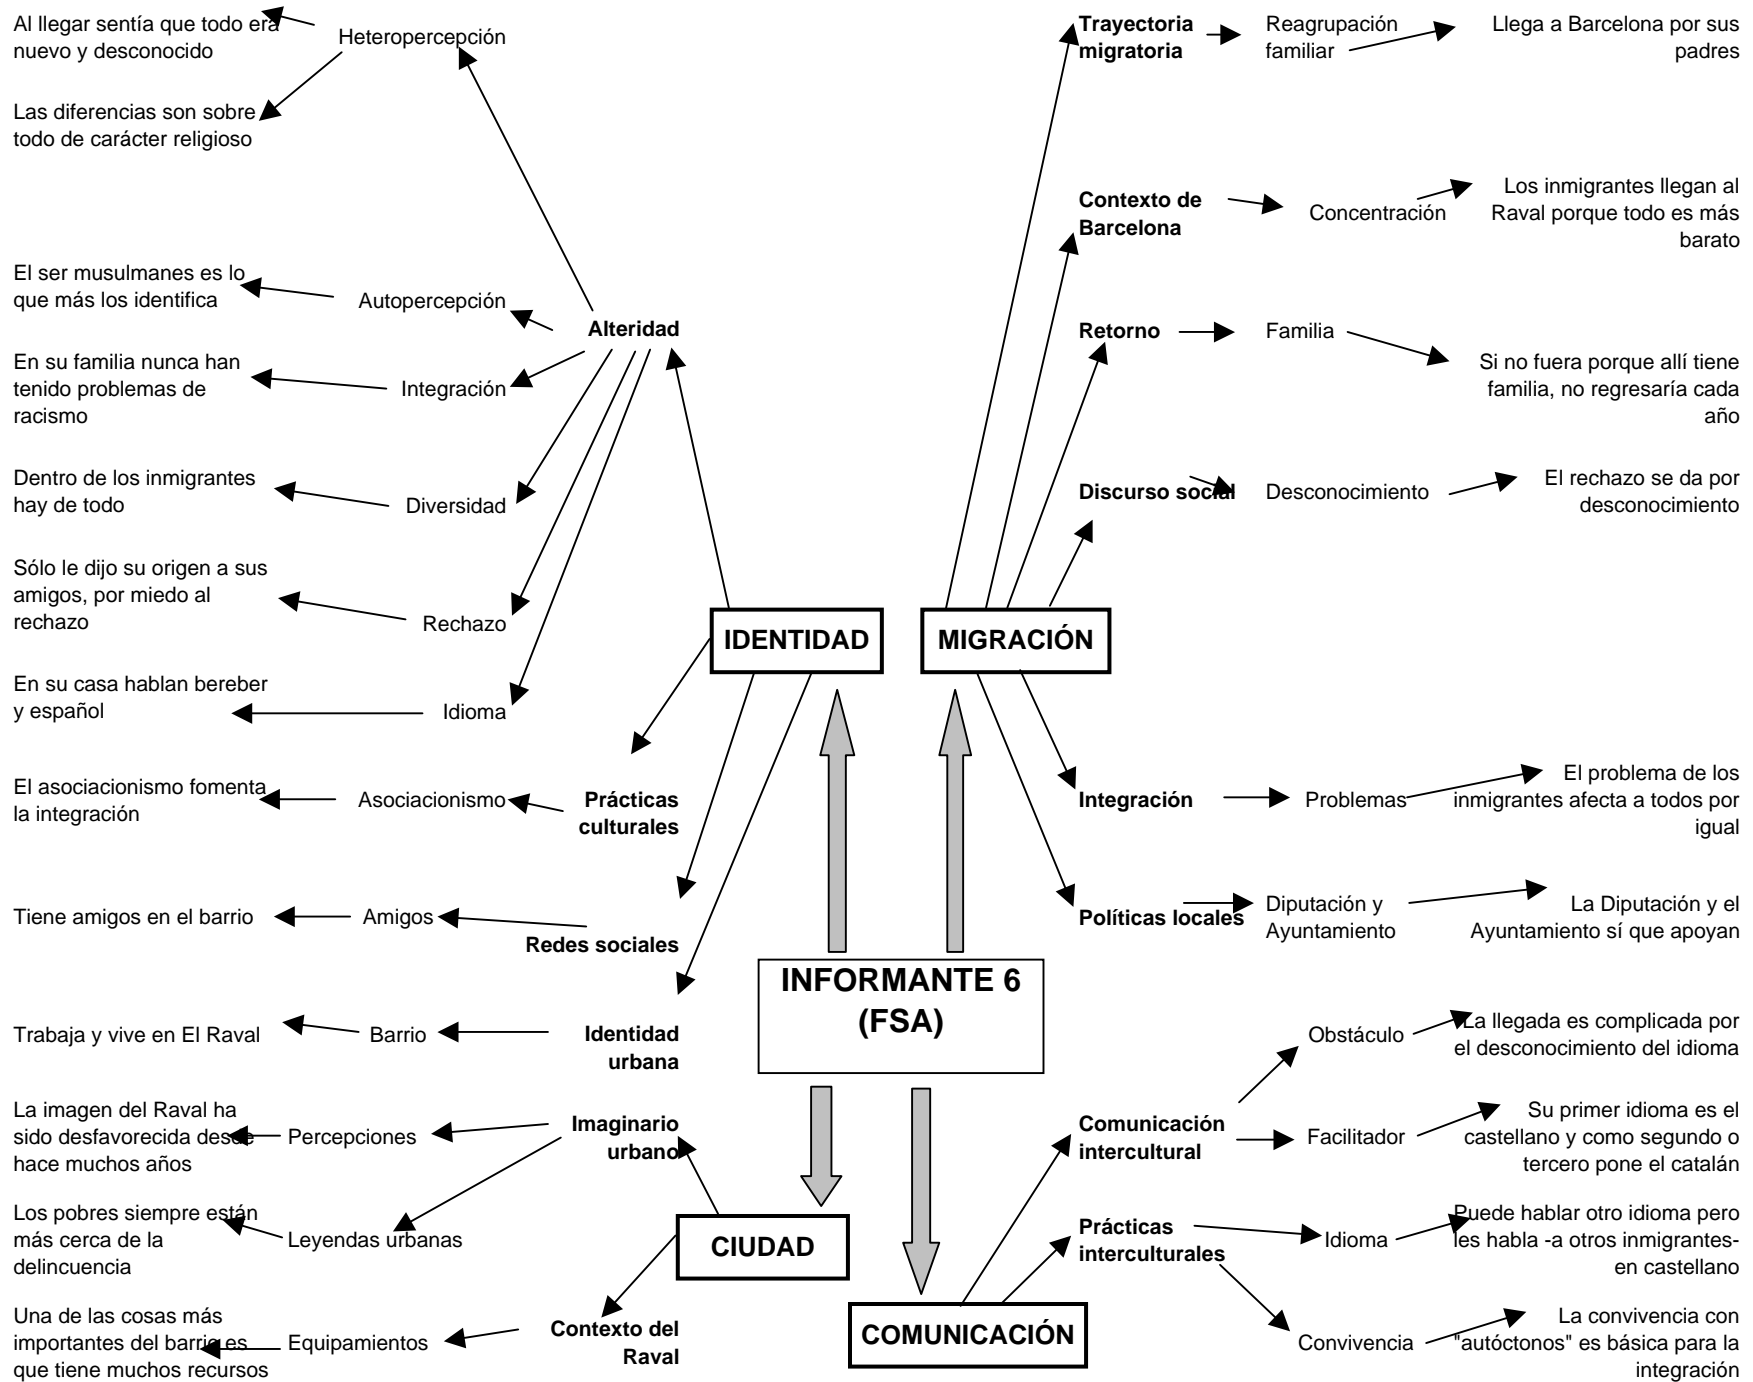 Al llegar sentía que todo era
nuevo y desconocido
Heteropercepción
Las diferencias son sobre
todo de carácter religioso
El ser musulmanes es lo
que más los identifica
Autopercepción
Alteridad
En su familia nunca han
tenido problemas de
racismo
Integración
Dentro de los inmigrantes
hay de todo
Diversidad
Sólo le dijo su origen a sus
amigos, por miedo al
rechazo
Rechazo
En su casa hablan bereber
y español
Idioma
El asociacionismo fomenta
la integración
Asociacionismo
Prácticas
culturales
Tiene amigos en el barrio
Amigos
Redes sociales
Trabaja y vive en El Raval
Barrio
Identidad
urbana
La imagen del Raval ha
sido desfavorecida desde
hace muchos años
Percepciones
Imaginario
urbano
Los pobres siempre están
más cerca de la
delincuencia
Leyendas urbanas
Una de las cosas más
importantes del barrio es
que tiene muchos recursos
Equipamientos
Contexto del
Raval
IDENTIDAD
MIGRACIÓN
INFORMANTE 6
(FSA)
CIUDAD
COMUNICACIÓN
Trayectoria
migratoria
Reagrupación
familiar
Llega a Barcelona por sus
padres
Contexto de
Barcelona
Concentración
Los inmigrantes llegan al
Raval porque todo es más
barato
Retorno
Familia
Si no fuera porque allí tiene
familia, no regresaría cada
año
Discurso social
Desconocimiento
El rechazo se da por
desconocimiento
Integración
Problemas
El problema de los
inmigrantes afecta a todos por
igual
Políticas locales
Diputación y
Ayuntamiento
La Diputación y el
Ayuntamiento sí que apoyan
Comunicación
intercultural
Obstáculo
La llegada es complicada por
el desconocimiento del idioma
Facilitador
Su primer idioma es el
castellano y como segundo o
tercero pone el catalán
Prácticas
interculturales
Idioma
Puede hablar otro idioma pero
les habla -a otros inmigrantes-
en castellano
Convivencia
La convivencia con
"autóctonos" es básica para la
integración